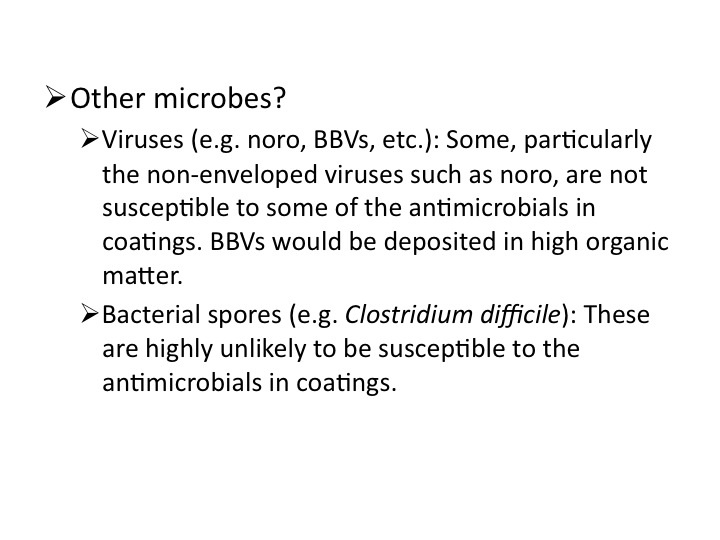 ➢Other microbes?
➢Viruses (e.g. noro, BBVs, etc.): Some, particularly
the non-enveloped viruses such as noro, are not
susceptible to some of the antimicrobials in
coatings. BBVs would be deposited in high organic
matter.
➢Bacterial spores (e.g. Clostridium difficile): These
are highly unlikely to be susceptible to the
antimicrobials in coatings.